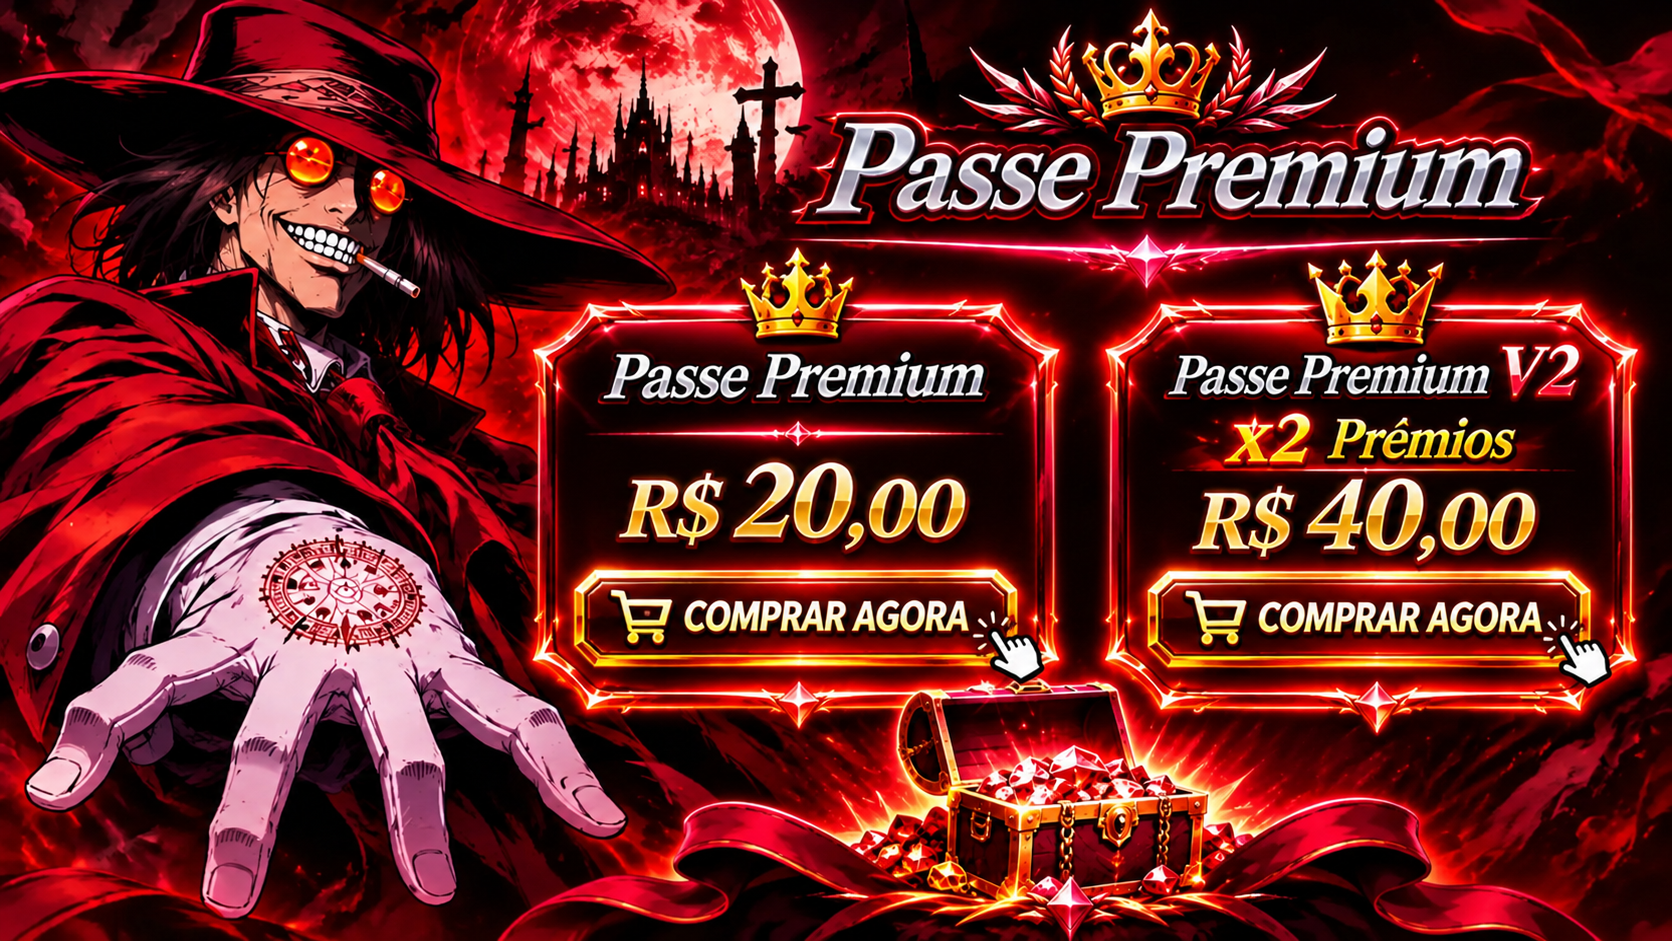 Passe Premium
Passe Premium
R$ 20,00
COMPRAR AGORA
Passe Premium V2
x2 Prêmios
R$ 40,00
COMPRAR AGORA